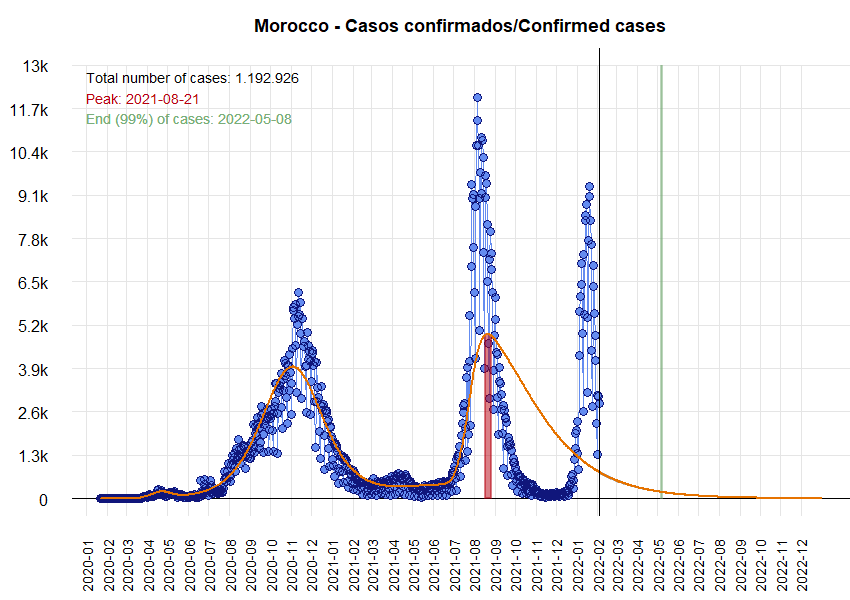 Morocco - Casos confirmados/Confirmed cases
13k
Total number of cases: 1.192.926
Peak: 2021-08-21
11.7k
End (99%) of cases: 2022-05-08
10.4k
9.1k
7.8k
6.5k
5.2k
3.9k
2.6k
1.3k
0
2020-01
2020-02
2020-03
2020-04
2020-05
2020-06
2020-07
2020-08
2020-09
2020-10
2020-11
2020-12
2021-01
2021-02
2021-03
2021-04
2021-05
2021-06
2021-07
2021-08
2021-09
2021-10
2021-11
2021-12
2022-01
2022-02
2022-03
2022-04
2022-05
2022-06
2022-07
2022-08
2022-09
2022-10
2022-11
2022-12